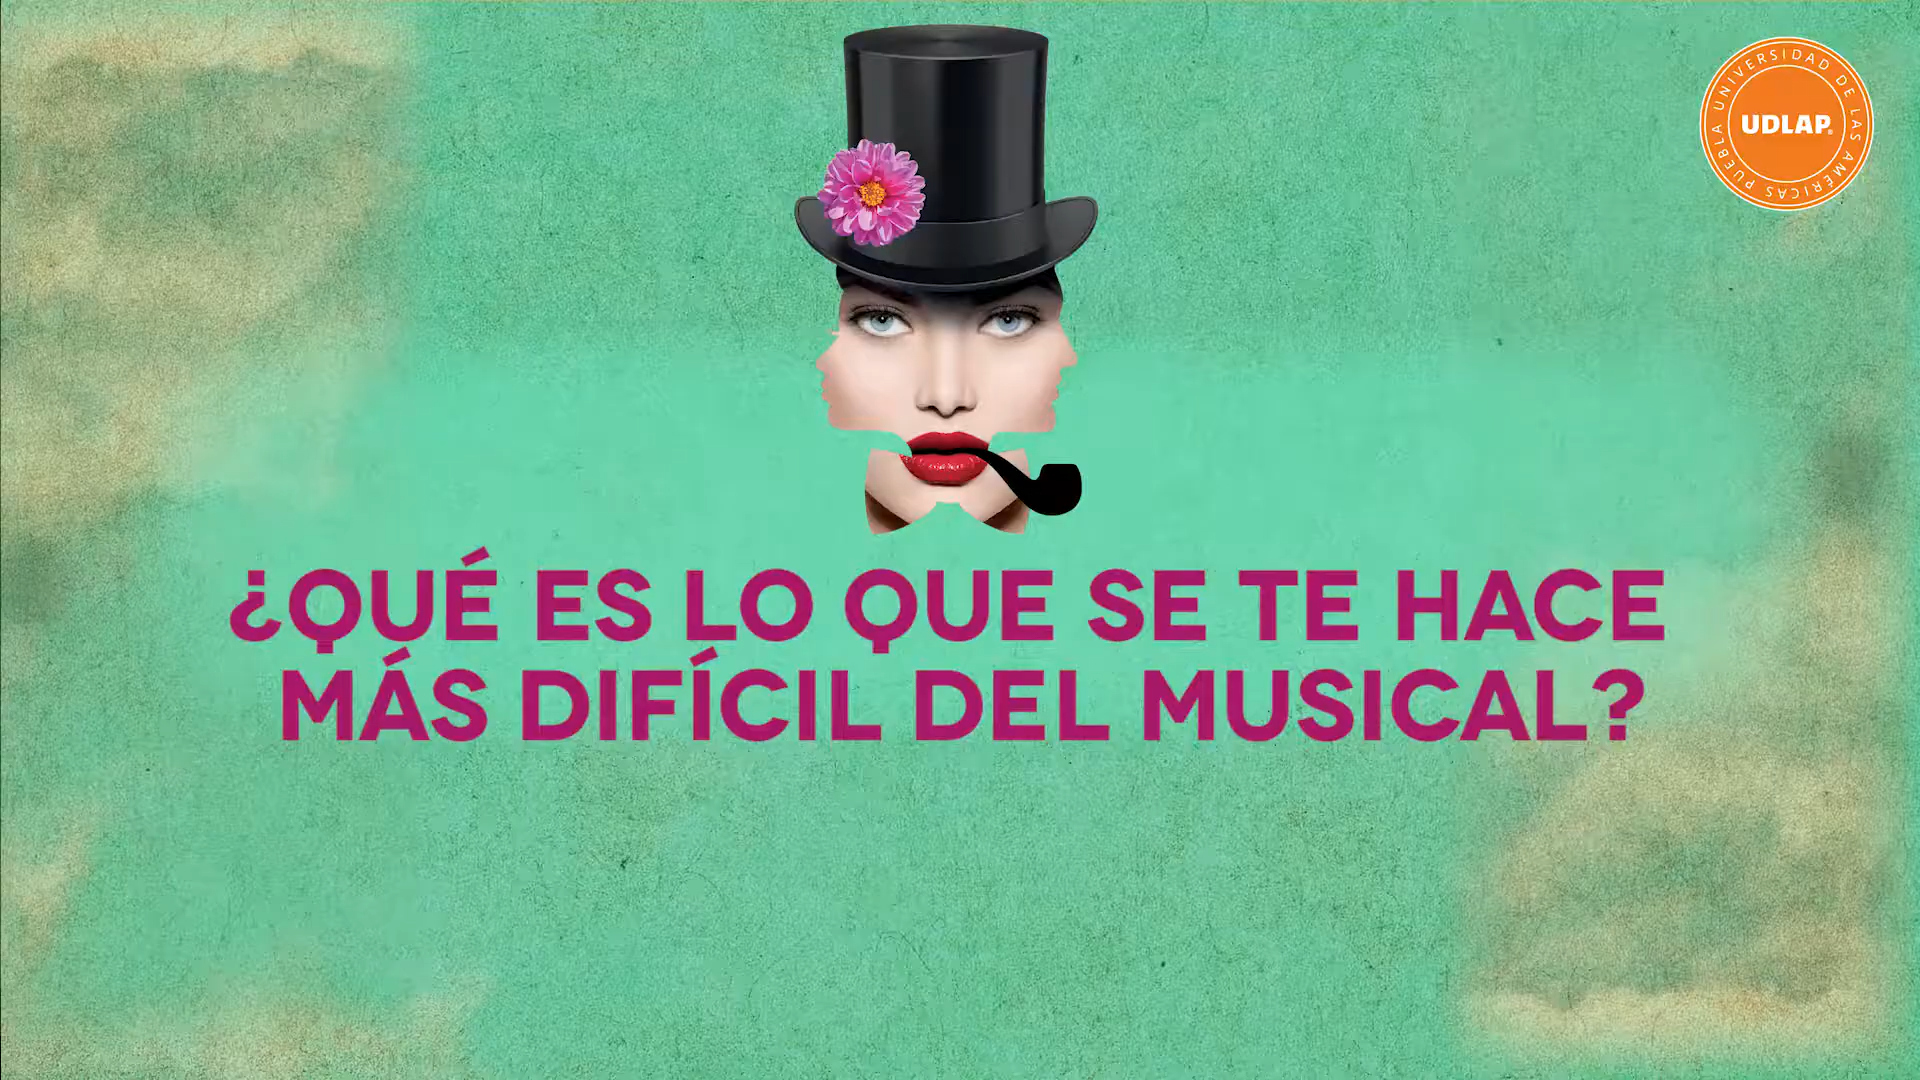 UNIVERSIDAD DE LAS AMÉRICAS PUEBLA
UDLAP®
¿QUÉ ES LO QUE SE TE HACE
MÁS DIFÍCIL DEL MUSICAL?